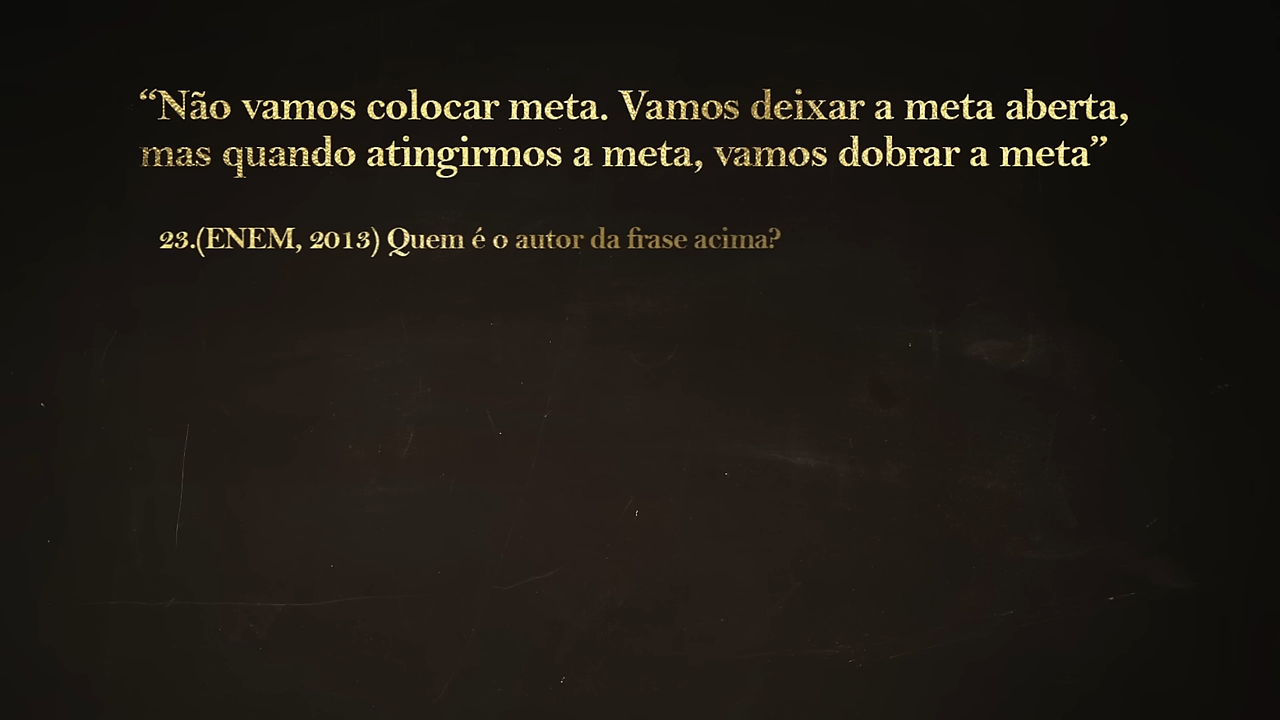 “Não vamos colocar meta. Vamos deixar a meta aberta,
mas quando atingirmos a meta, vamos dobrar a meta”
23.(ENEM, 2013) Quem é o autor da frase acima?